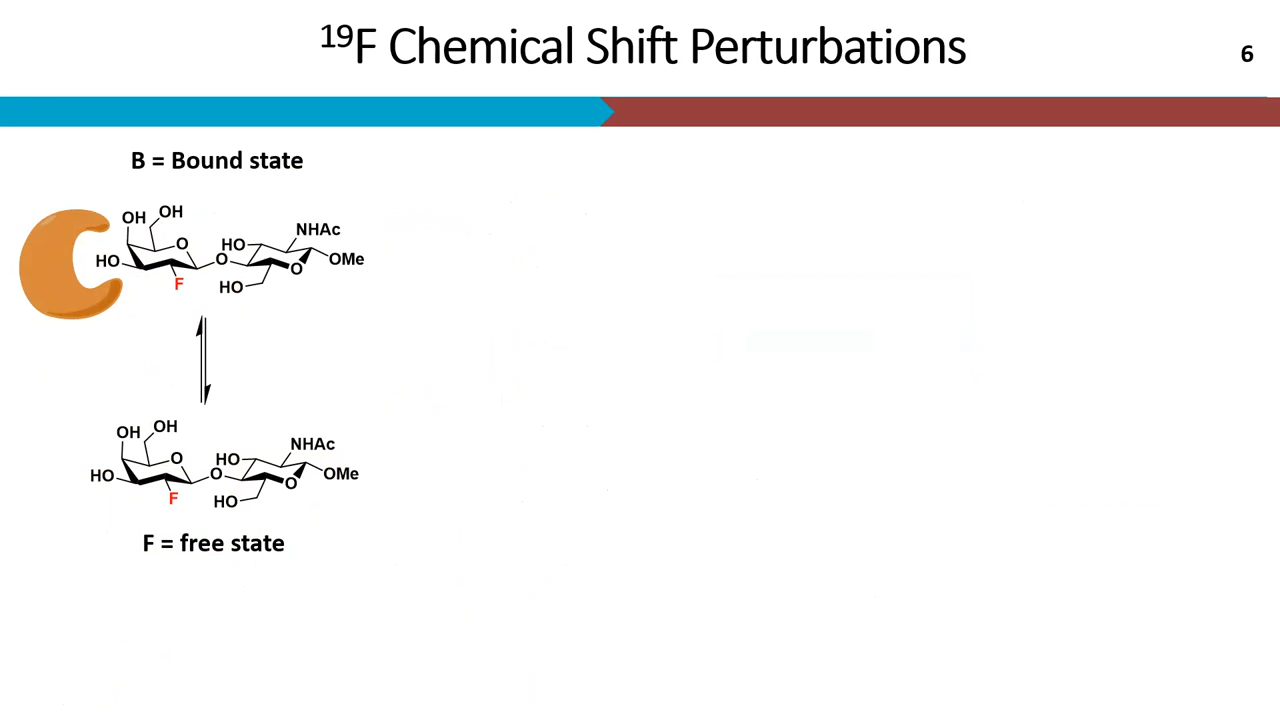 19F Chemical Shift Perturbations
6
B = Bound state
OH
OH
O
HO
F
O
HO
NHAc
OMe
O
HO
OH
OH
O
HO
F
O
HO
NHAc
OMe
O
HO
F = free state